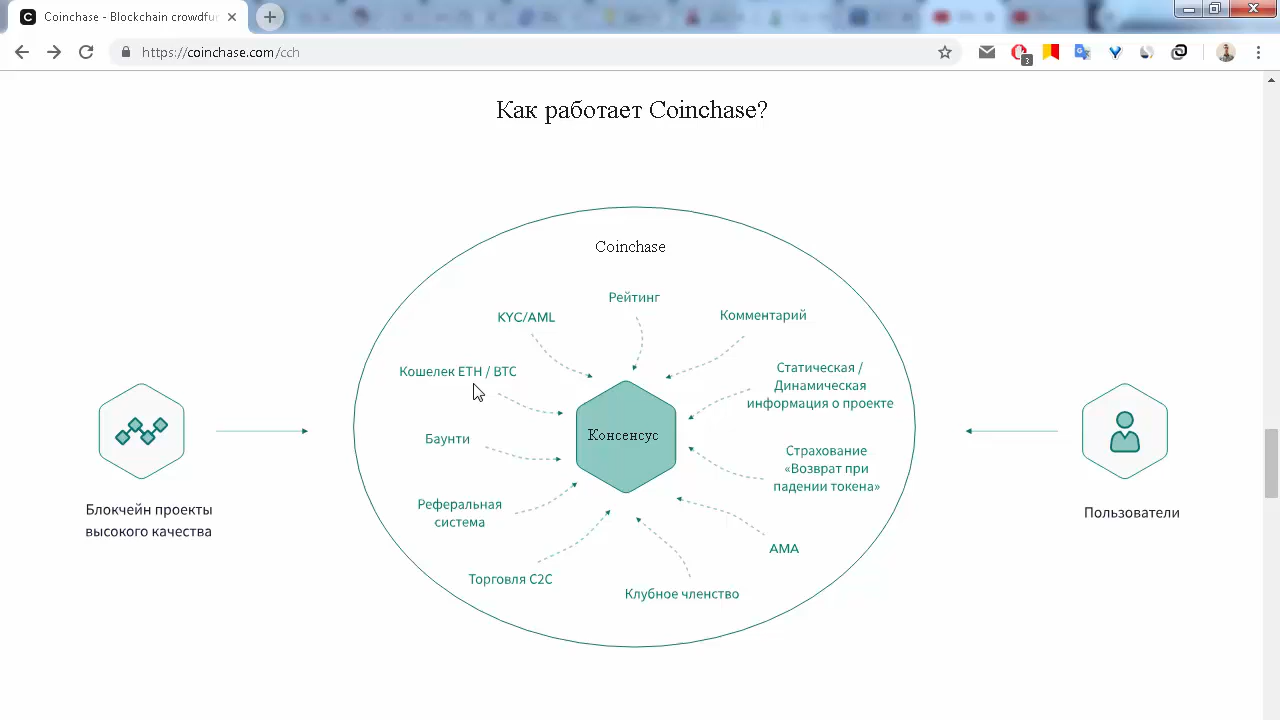 Coinchase - Blockchain crowdfur
https://coinchase.com/cch
3
Как работает Coinchase?
Coinchase
Рейтинг
KYC/AML
Комментарий
Кошелек ETH / BTC
Статическая /
Динамическая
информация о проекте
Консенсус
Баунти
Страхование
«Возврат при
падении токена»
Реферальная
система
AMA
Торговля C2C
Клубное членство
Блокчейн проекты
высокого качества
Пользователи